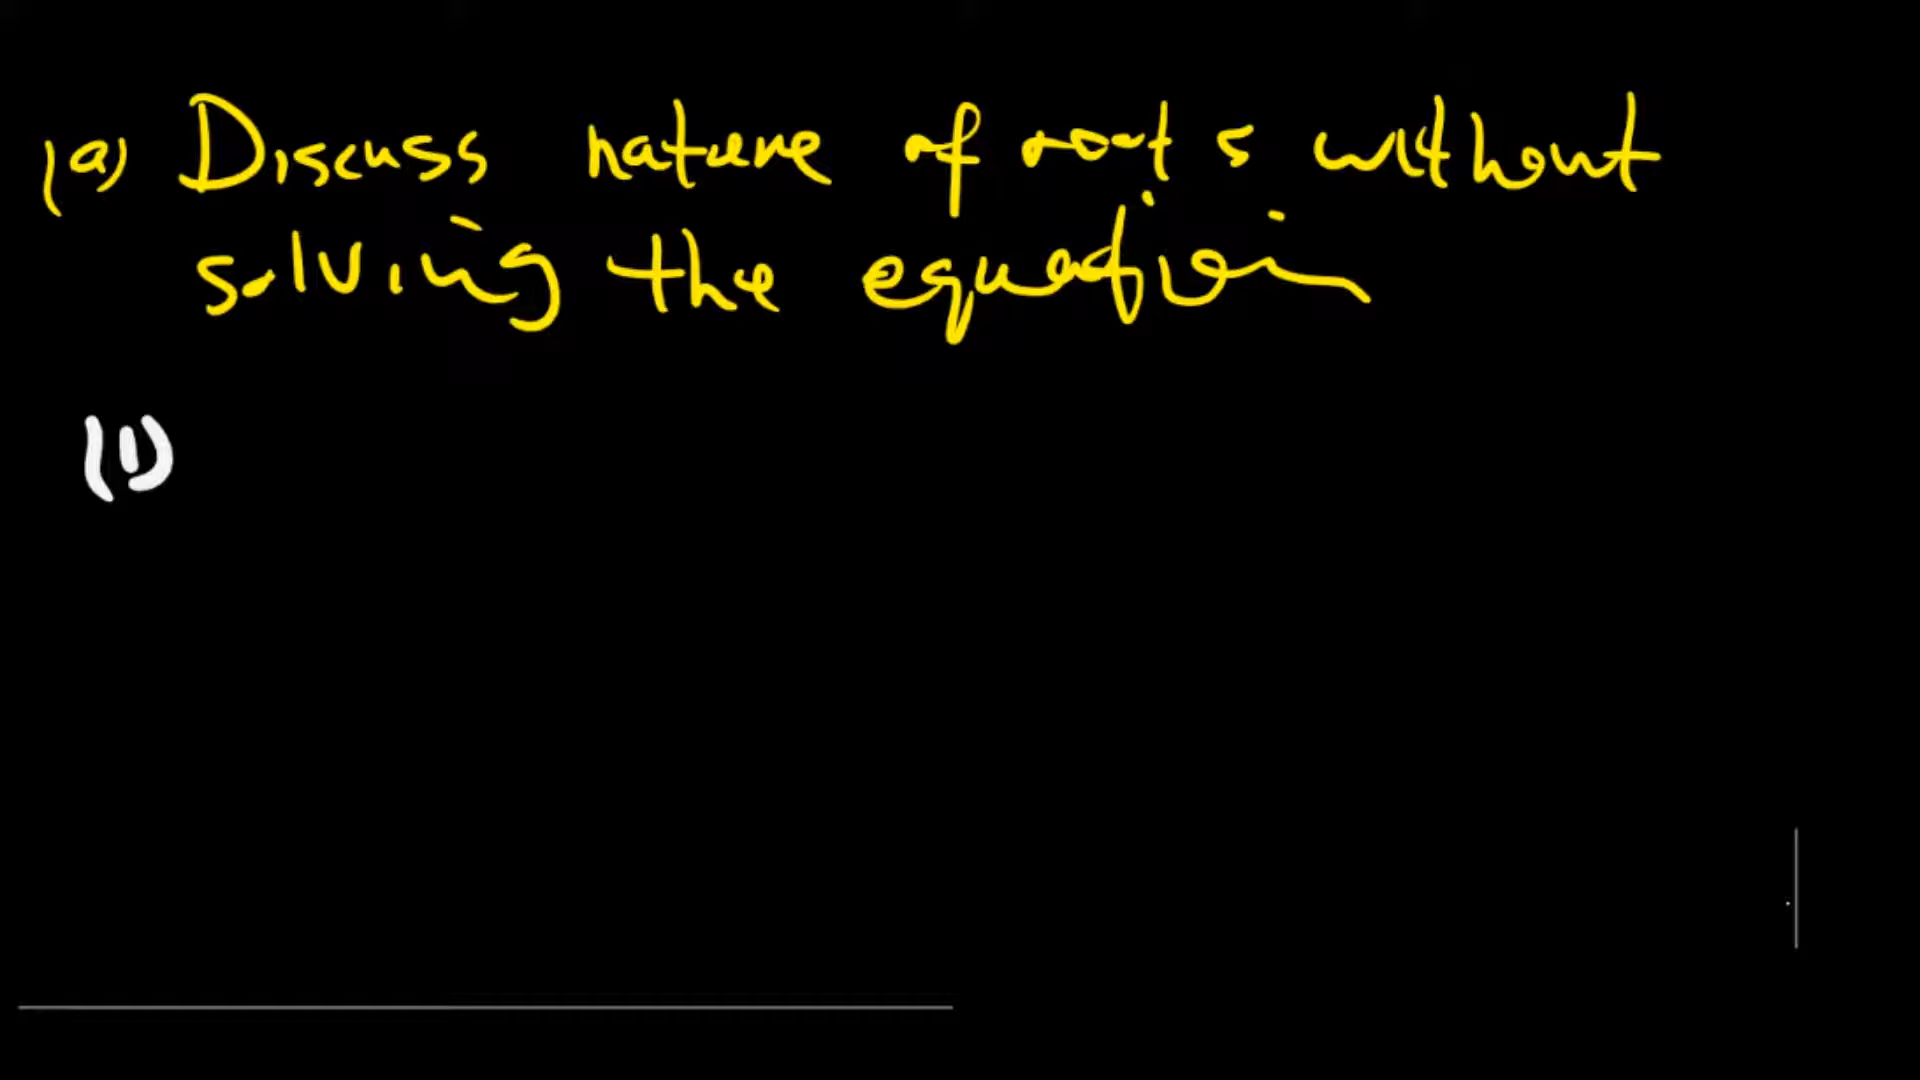 (a) Discuss nature of roots without
solving the equation
(1)